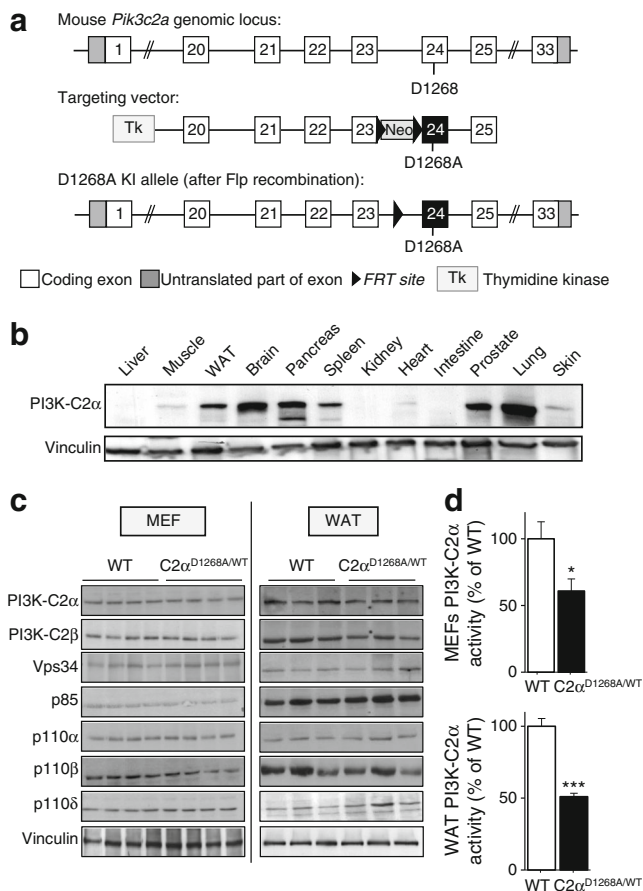 a
Mouse Pik3c2a genomic locus:
1 // 20 21 22 23 24 25 // 33
D1268
Targeting vector:
Tk 20 21 22 23 Neo 24 25
D1268A
D1268A KI allele (after Flp recombination):
1 // 20 21 22 23 24 25 // 33
D1268A
Coding exon Untranslated part of exon FRT site Tk Thymidine kinase
b
Liver Muscle WAT Brain Pancreas Spleen Kidney Heart Intestine Prostate Lung Skin
PI3K-C2α
Vinculin
c
MEF WAT
WT C2α^D1268A/WT WT C2α^D1268A/WT
PI3K-C2α
PI3K-C2β
Vps34
p85
p110α
p110β
p110δ
Vinculin
d
MEFs PI3K-C2α
activity (% of WT)
100
50
0
*
WT C2α^D1268A/WT
WAT PI3K-C2α
activity (% of WT)
100
50
0
***
WT C2α^D1268A/WT